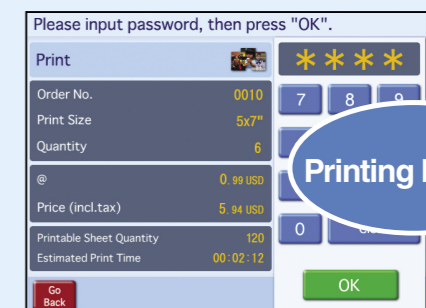 Please input password, then press "OK".
Print
****
Order No. 0010
Print Size 5x7"
Quantity 6
@ 0.99 USD
Price (incl.tax) 5.94 USD
Printable Sheet Quantity 120
Estimated Print Time 00:02:12
7 8 9
Printing
0
Go
Back
OK